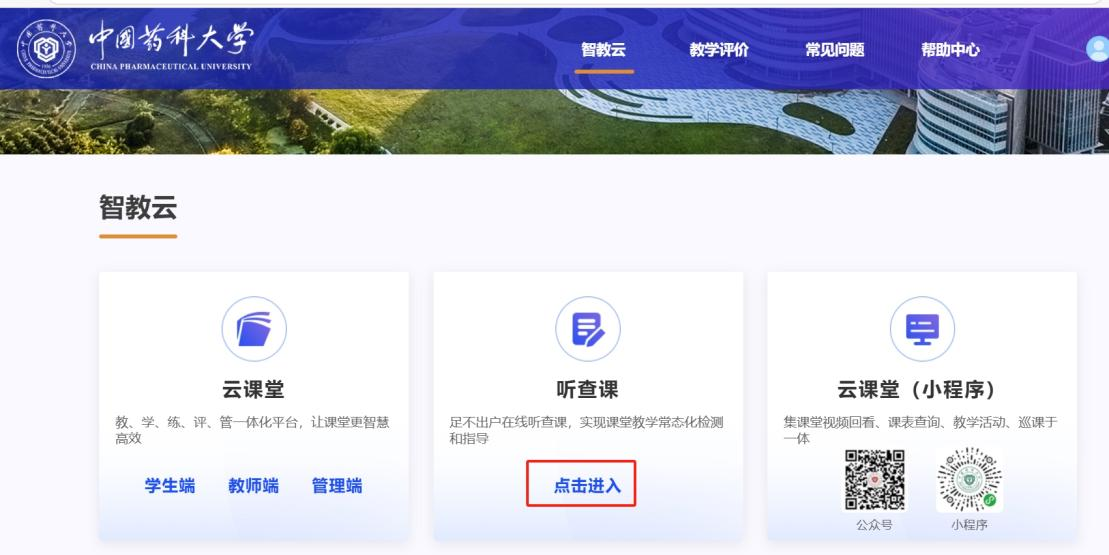 中国药科大学
CHINA PHARMACEUTICAL UNIVERSITY
智教云 教学评价 常见问题 帮助中心
智教云
云课堂
教、学、练、评、管一体化平台，让课堂更智慧
高效
学生端 教师端 管理端
听查课
足不出户在线听查课，实现课堂教学常态化检测
和指导
点击进入
云课堂（小程序）
集课堂视频回看、课表查询、教学活动、巡课于
一体
公众号 小程序